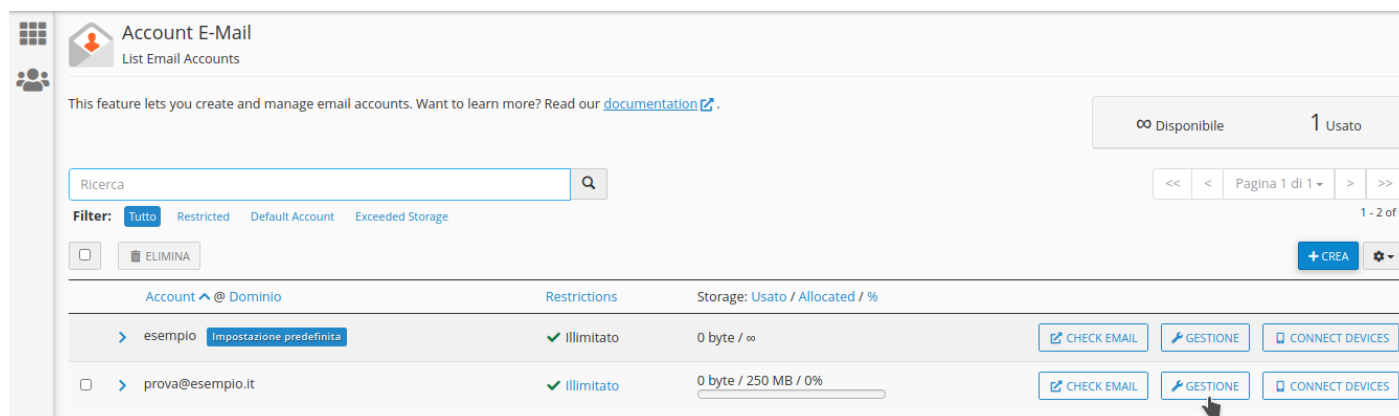 Account E-Mail
List Email Accounts
This feature lets you create and manage email accounts. Want to learn more? Read our documentation.
∞ Disponibile 1 Usato
Ricerca
<< < Pagina 1 di 1 > >>
Filter: Tutto Restricted Default Account Exceeded Storage
1 - 2 of
ELIMINA
+ CREA
Account @ Dominio Restrictions Storage: Usato / Allocated / %
esempio Impostazione predefinita Illimitato 0 byte / ∞ CHECK EMAIL GESTIONE CONNECT DEVICES
prova@esempio.it Illimitato 0 byte / 250 MB / 0% CHECK EMAIL GESTIONE CONNECT DEVICES